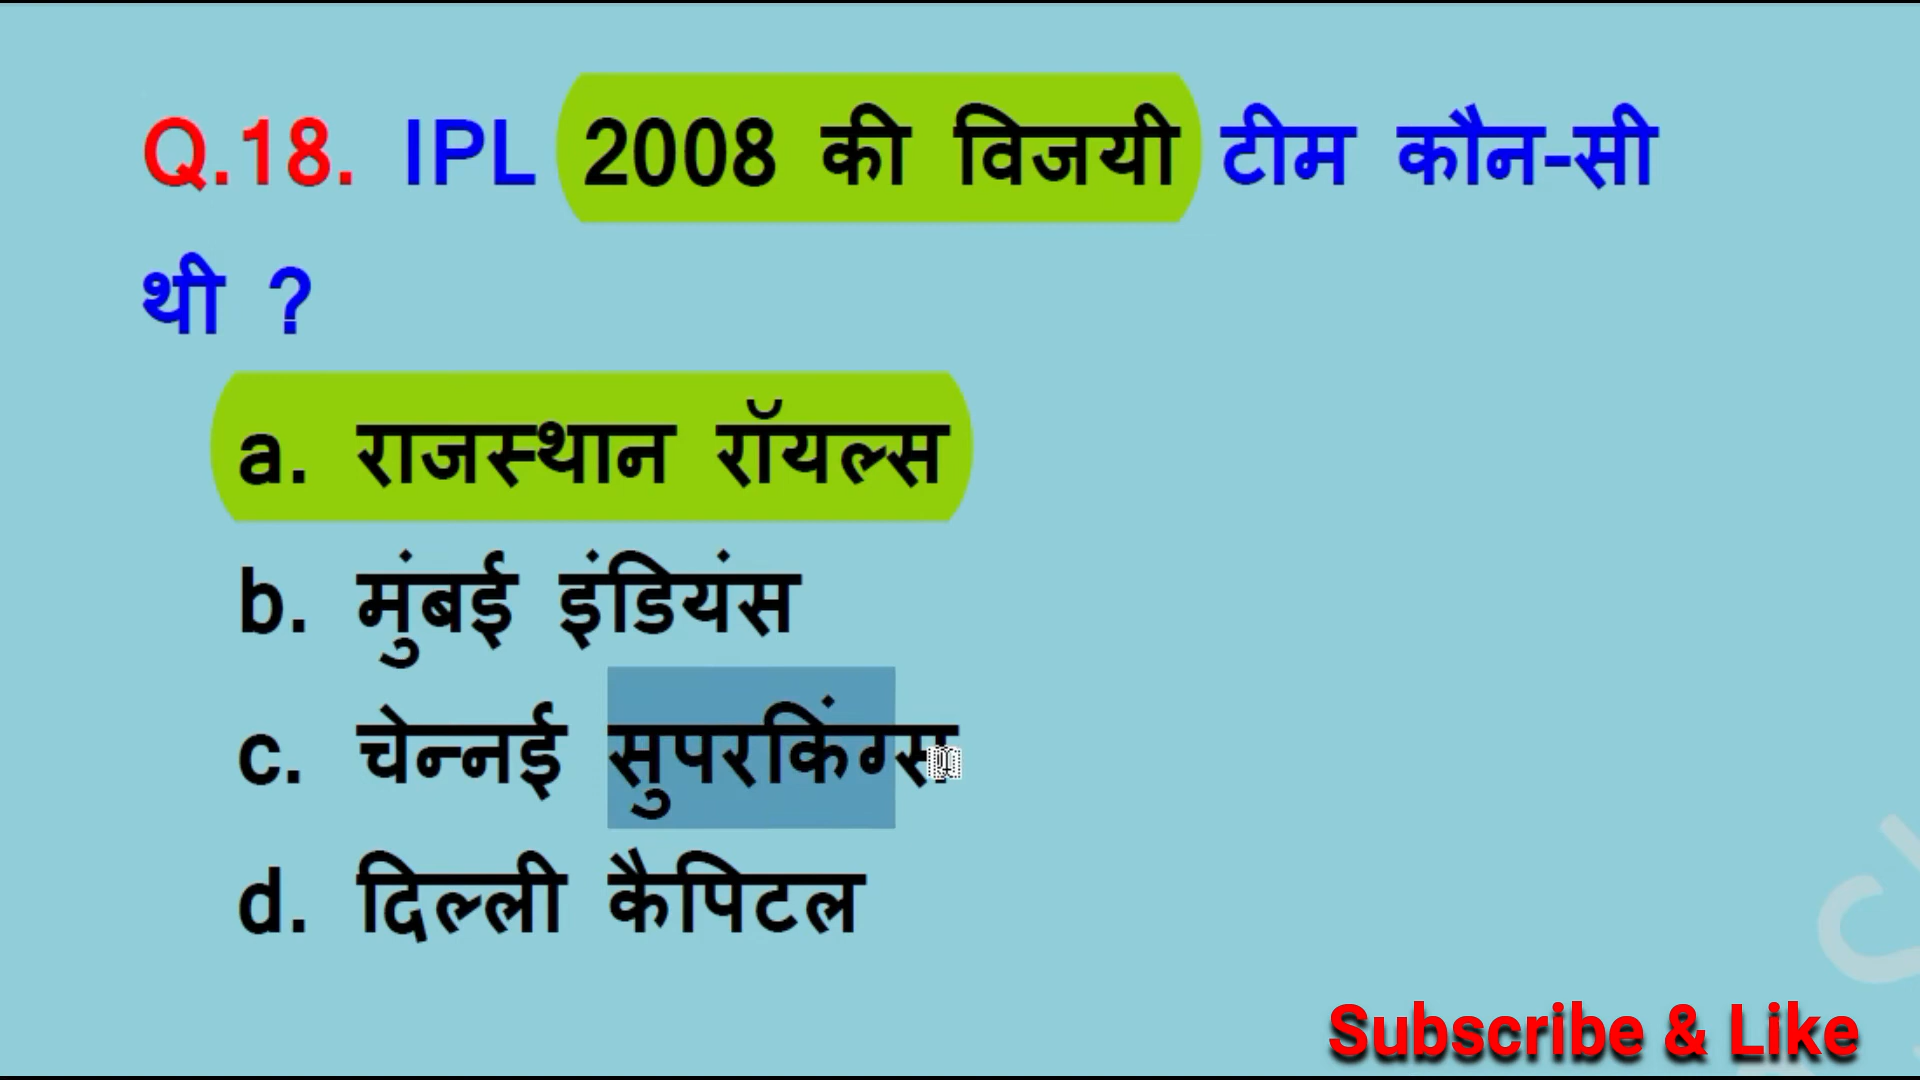 Q.18. IPL 2008 की विजयी टीम कौन-सी
थी ?
a. राजस्थान रॉयल्स
b. मुंबई इंडियंस
c. चेन्नई सुपरकिंग्स
d. दिल्ली कैपिटल
Subscribe & Like